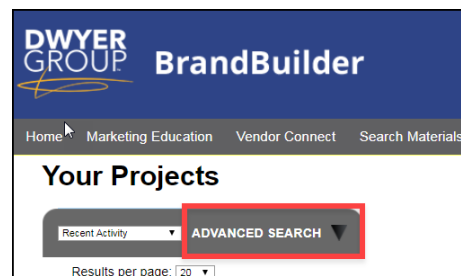 DWYER
GROUP
BrandBuilder
Home Marketing Education Vendor Connect Search Materials
Your Projects
Recent Activity ADVANCED SEARCH
Results per page: 20